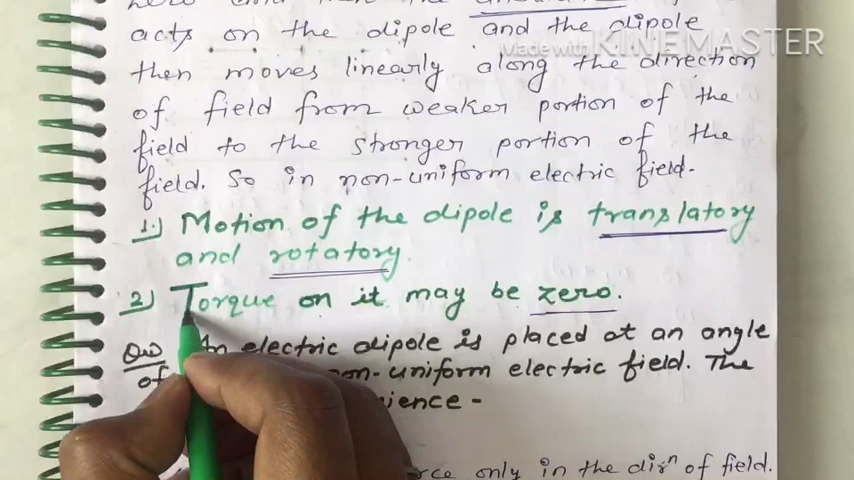 acts on the dipole and the dipole
Made with KINEMASTER
then moves linearly along the direction
of field from weaker portion of the
field to the stronger portion of the
field. So in non-uniform electric field.
1.) Motion of the dipole is translatory
and rotatory
2) Torque on it may be zero.
Qu) An electric dipole is placed at an angle
of non-uniform electric field. The
only in the dirⁿ of field.